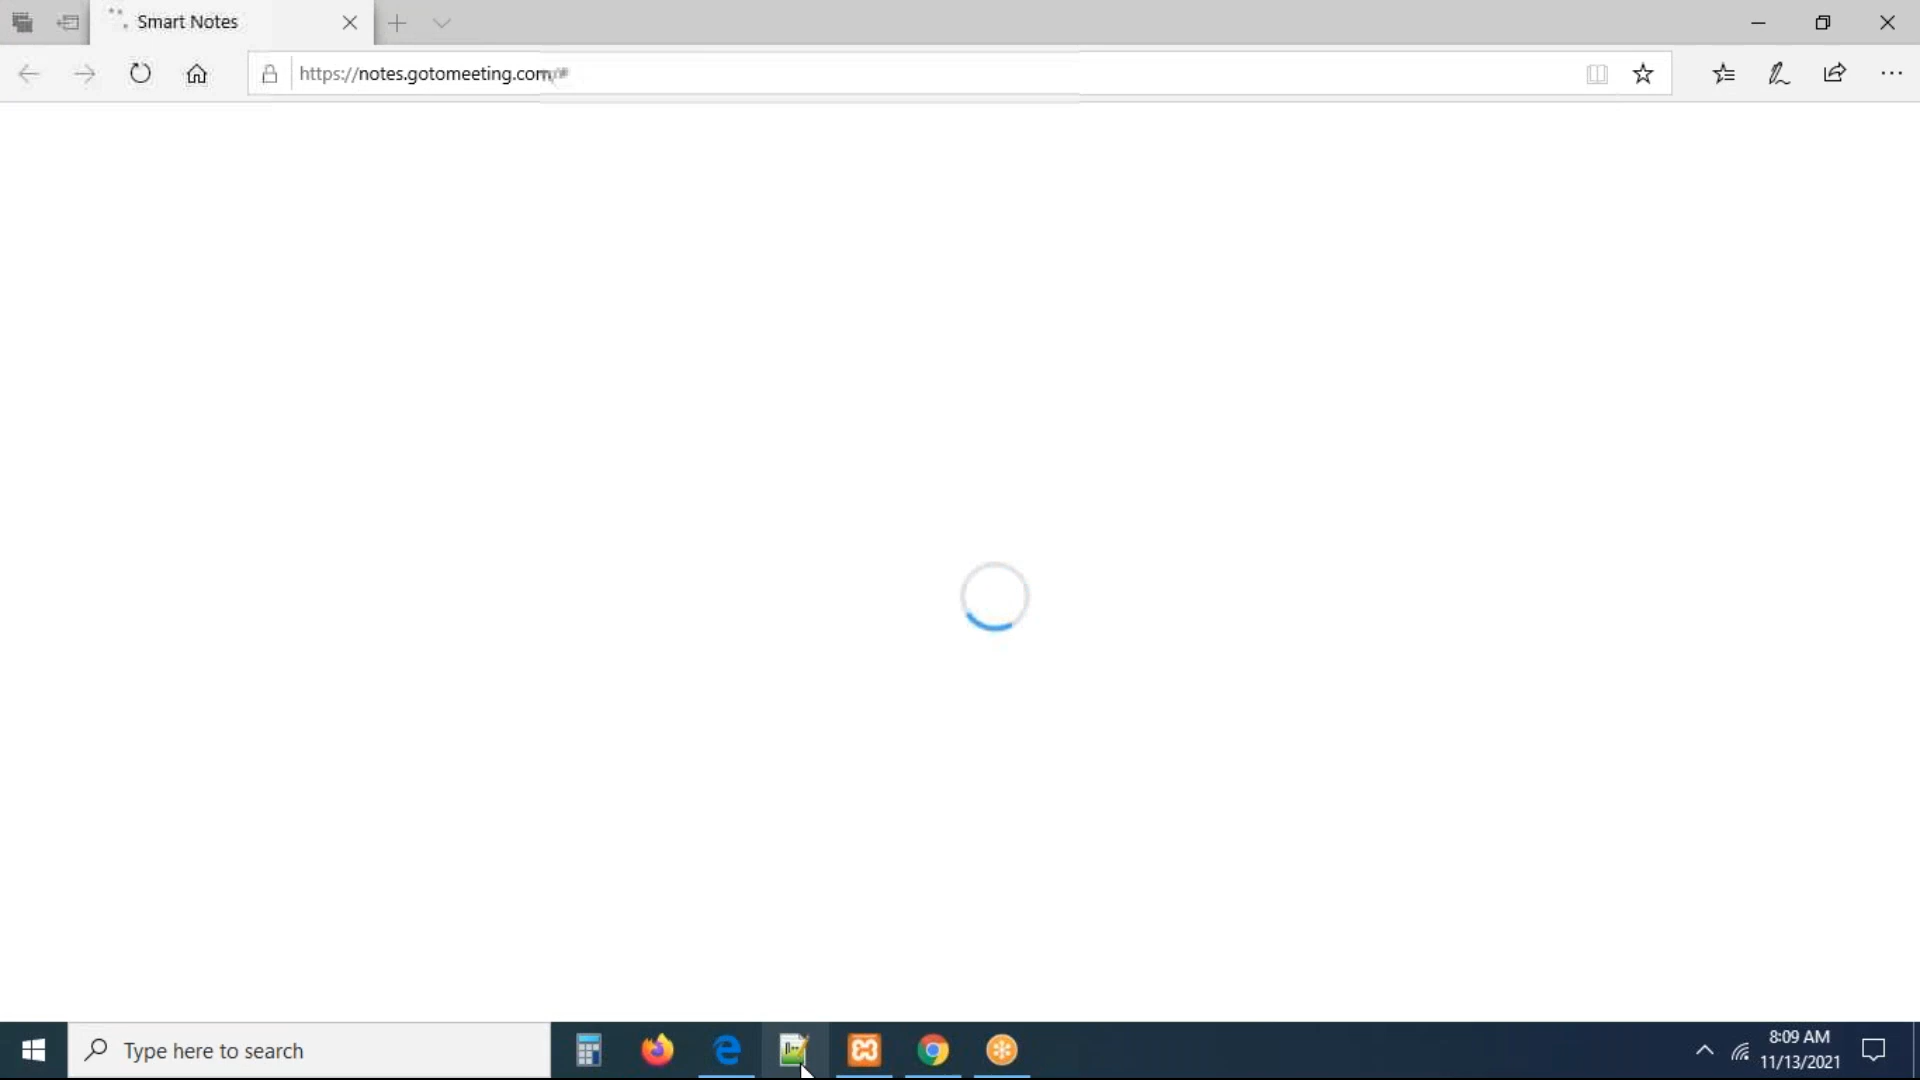 Smart Notes
https://notes.gotomeeting.com/#
Type here to search
8:09 AM
11/13/2021